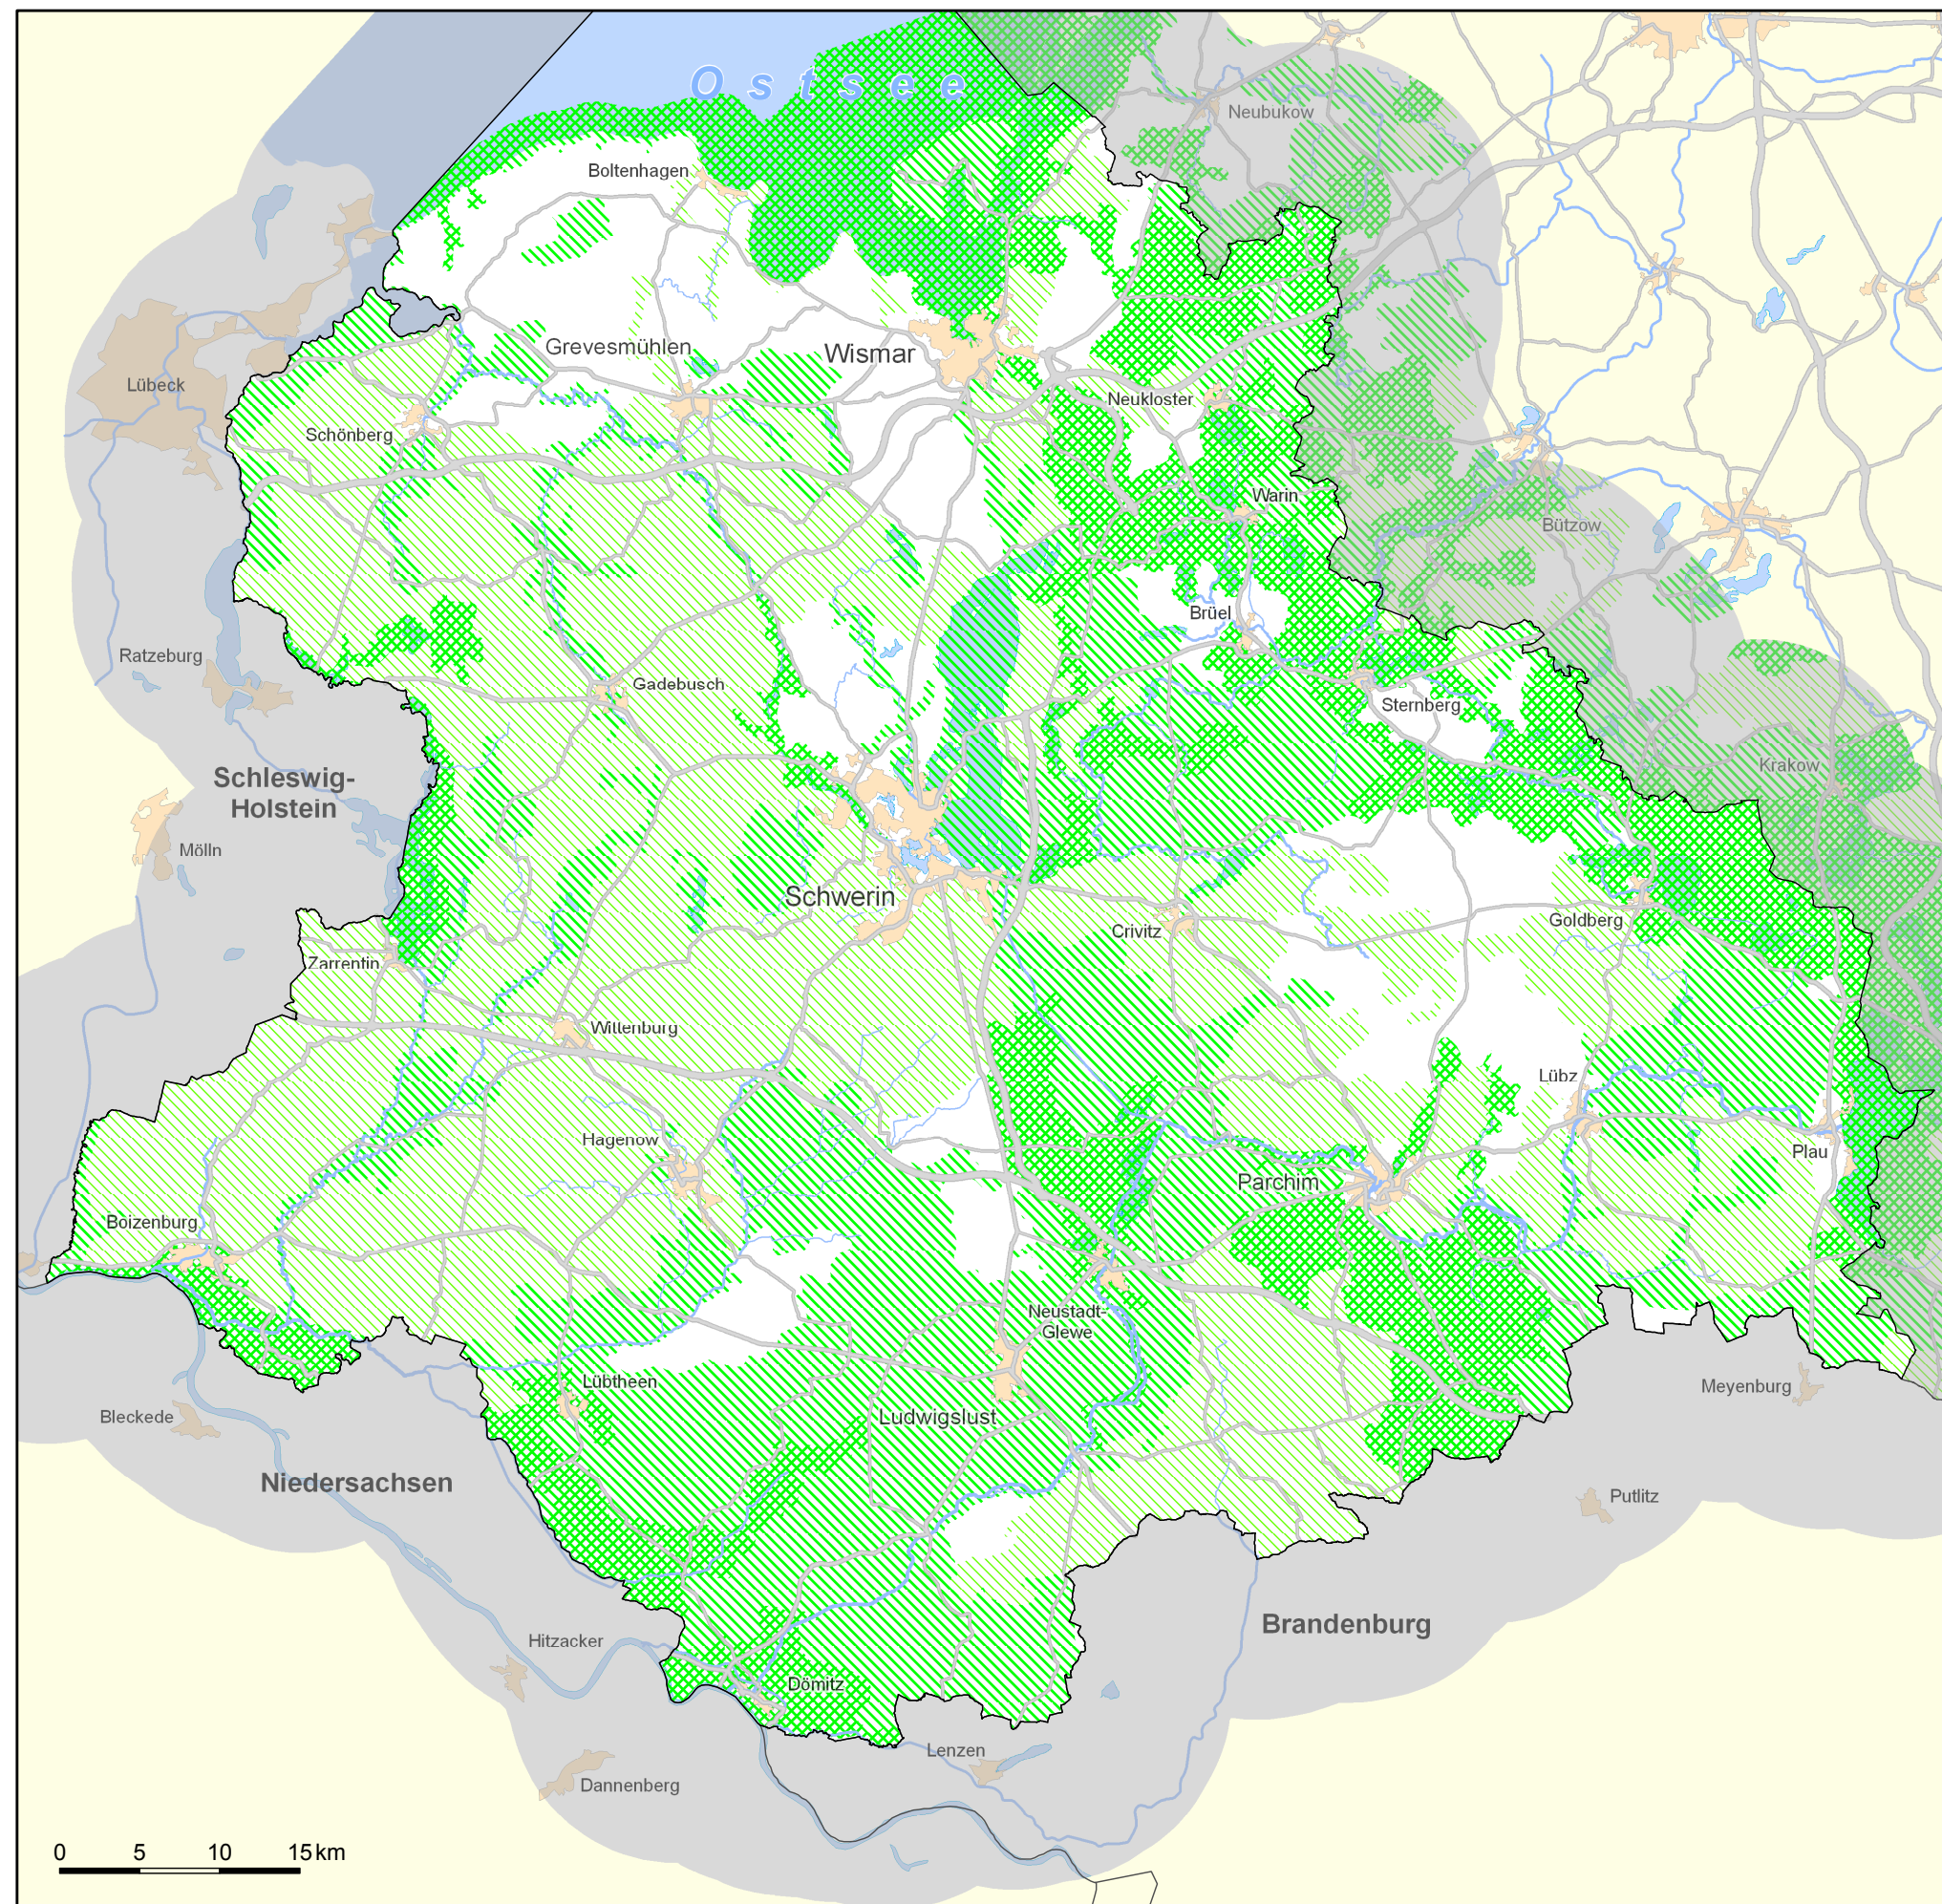 Ostsee
Neubukow
Boltenhagen
Grevesmühlen
Wismar
Lübeck
Neukloster
Schönberg
Warin
Bützow
Brüel
Ratzeburg
Gadebusch
Sternberg
Krakow
Schleswig-
Holstein
Mölln
Schwerin
Goldberg
Crivitz
Zarrentin
Wittenburg
Lübz
Hagenow
Plau
Parchim
Boizenburg
Neustadt-
Glewe
Lübtheen
Meyenburg
Bleckede
Ludwigslust
Niedersachsen
Putlitz
Brandenburg
Hitzacker
Dömitz
Lenzen
Dannenberg
0 5 10 15 km